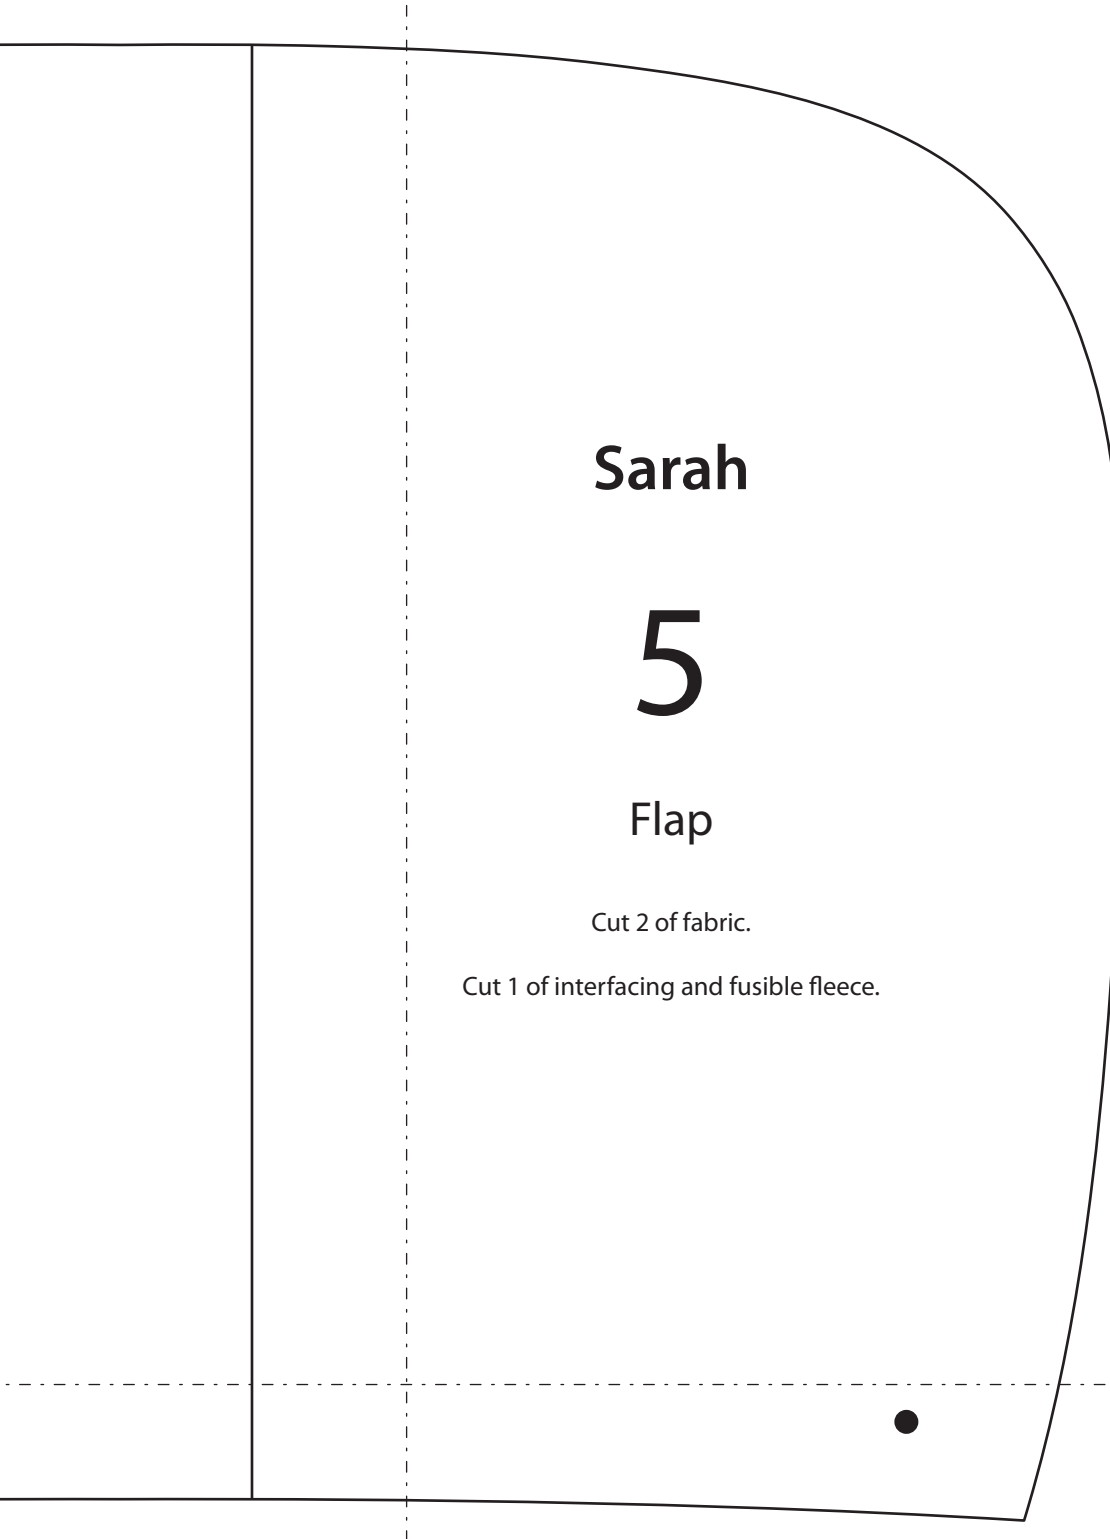 Sarah
5
Flap
Cut 2 of fabric.
Cut 1 of interfacing and fusible fleece.